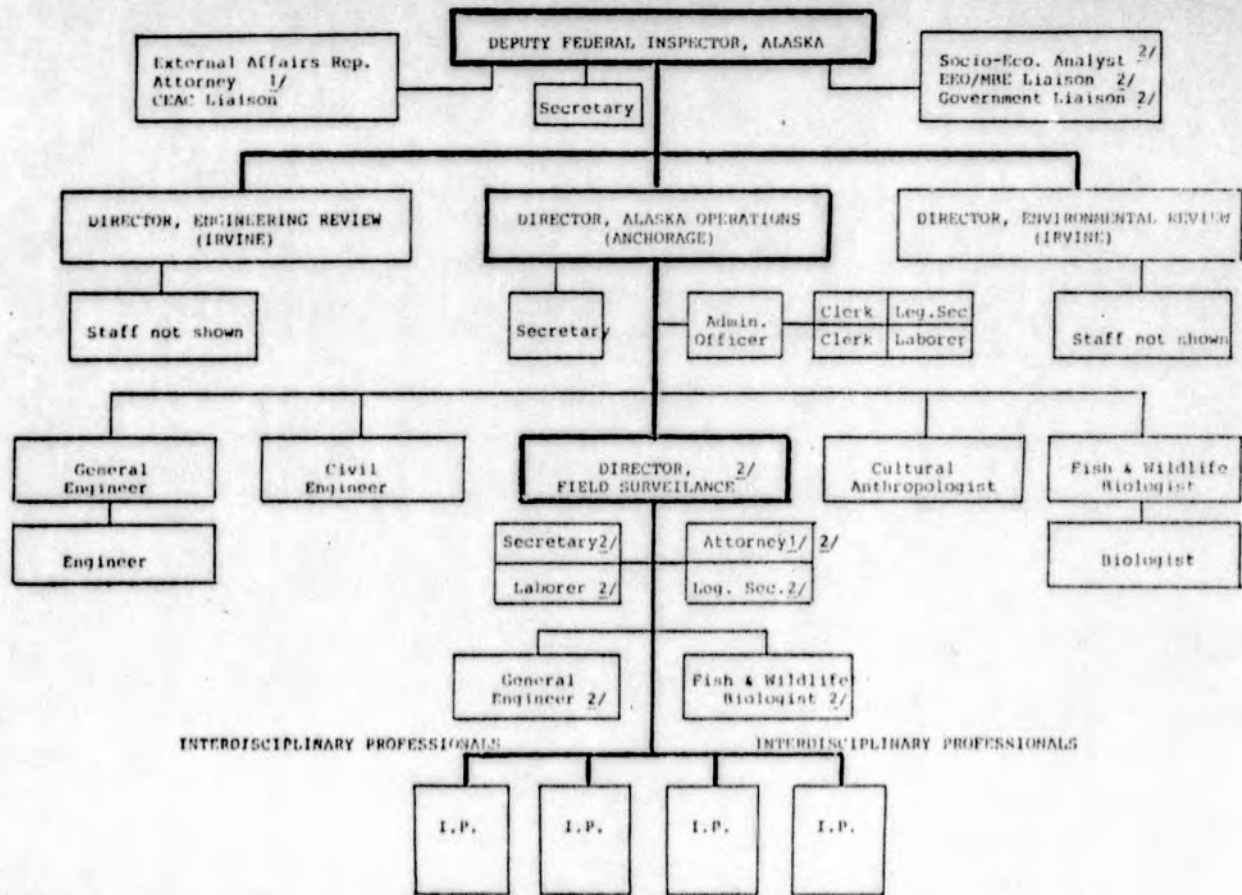 DEPUTY FEDERAL INSPECTOR, ALASKA
External Affairs Rep.
Attorney 1/
CEAC Liaison
Secretary
Socio-Eco. Analyst 2/
EEO/MBE Liaison 2/
Government Liaison 2/
DIRECTOR, ENGINEERING REVIEW
(IRVINE)
DIRECTOR, ALASKA OPERATIONS
(ANCHORAGE)
DIRECTOR, ENVIRONMENTAL REVIEW
(IRVINE)
Staff not shown
Secretary
Admin.
Officer
Clerk Leg.Sec
Clerk Laborer
Staff not shown
General
Engineer
Civil
Engineer
DIRECTOR, 2/
FIELD SURVEILANCE
Cultural
Anthropologist
Fish & Wildlife
Biologist
Engineer
Biologist
Secretary2/
Laborer 2/
Attorney1/ 2/
Leg. Sec.2/
General
Engineer 2/
Fish & Wildlife
Biologist 2/
INTERDISCIPLINARY PROFESSIONALS
INTERDISCIPLINARY PROFESSIONALS
I.P.
I.P.
I.P.
I.P.